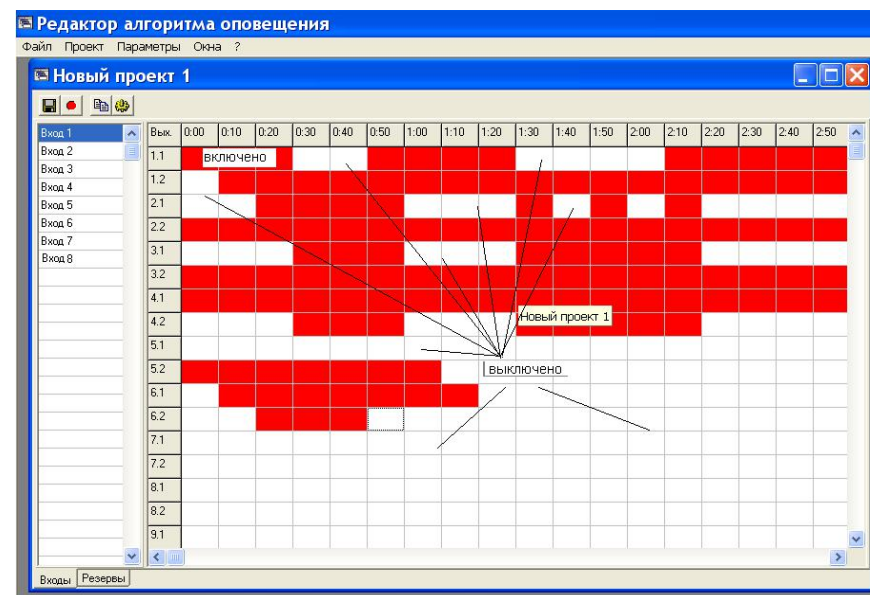 Редактор алгоритма оповещения
Файл Проект Параметры Окна ?
Новый проект 1
Вход 1
Вход 2
Вход 3
Вход 4
Вход 5
Вход 6
Вход 7
Вход 8
Вых. 0:00 0:10 0:20 0:30 0:40 0:50 1:00 1:10 1:20 1:30 1:40 1:50 2:00 2:10 2:20 2:30 2:40 2:50
1.1 включено
1.2
2.1
2.2
3.1
3.2
4.1
4.2 Новый проект 1
5.1
5.2 выключено
6.1
6.2
7.1
7.2
8.1
8.2
9.1
Входы Резервы